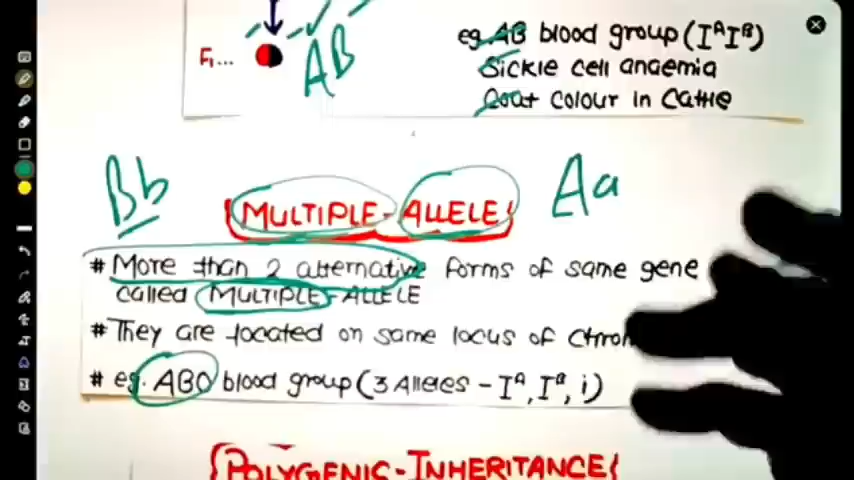 eg. AB blood group (IᴬIᴮ)
F₁... AB
Sickle cell anaemia
Coat colour in Cattle
Bb
Aa
MULTIPLE-ALLELE
# More than 2 alternative forms of same gene
called MULTIPLE-ALLELE
# They are located on same locus of
# eg. ABO blood group (3 Alleles - Iᴬ, Iᴮ, i)
POLYGENIC-INHERITANCE